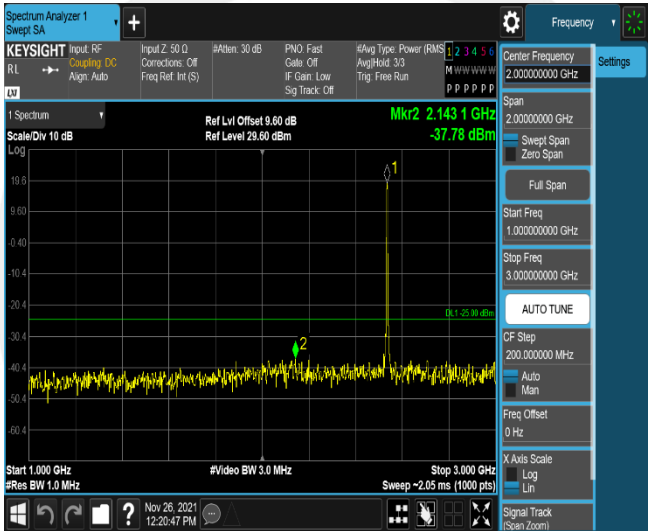 Spectrum Analyzer 1
Swept SA
Frequency
KEYSIGHT
RL
LXI
Input: RF
Coupling: DC
Align: Auto
Input Z: 50 Ω
Corrections: Off
Freq Ref: Int (S)
#Atten: 30 dB
PNO: Fast
Gate: Off
IF Gain: Low
Sig Track: Off
#Avg Type: Power (RMS
Avg|Hold: 3/3
Trig: Free Run
1 2 3 4 5 6
M W W W W W
P P P P P P
Center Frequency
2.000000000 GHz
Settings
1 Spectrum
Scale/Div 10 dB
Log
Ref Lvl Offset 9.60 dB
Ref Level 29.60 dBm
Mkr2 2.143 1 GHz
-37.78 dBm
Span
2.00000000 GHz
Swept Span
Zero Span
Full Span
Start Freq
1.000000000 GHz
Stop Freq
3.000000000 GHz
AUTO TUNE
CF Step
200.000000 MHz
Auto
Man
Freq Offset
0 Hz
X Axis Scale
Log
Lin
Signal Track
(Span Zoom)
1
19.6
9.60
-0.40
-10.4
-20.4
DL1 -25.00 dBm
-30.4
2
-40.4
-50.4
-60.4
Start 1.000 GHz
#Res BW 1.0 MHz
#Video BW 3.0 MHz
Stop 3.000 GHz
Sweep ~2.05 ms (1000 pts)
?
Nov 26, 2021
12:20:47 PM